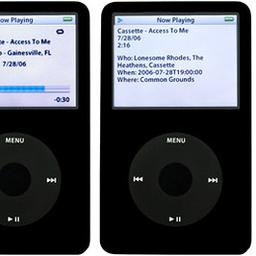 Now Playing
te - Access To Me
o - Gainesville, FL
7/28/06
-0:30
MENU
Now Playing
Cassette - Access To Me
7/28/06
2:16
Who: Lonesome Rhodes, The
Heathens, Cassette
When: 2006-07-28T19:00:00
Where: Common Grounds
MENU